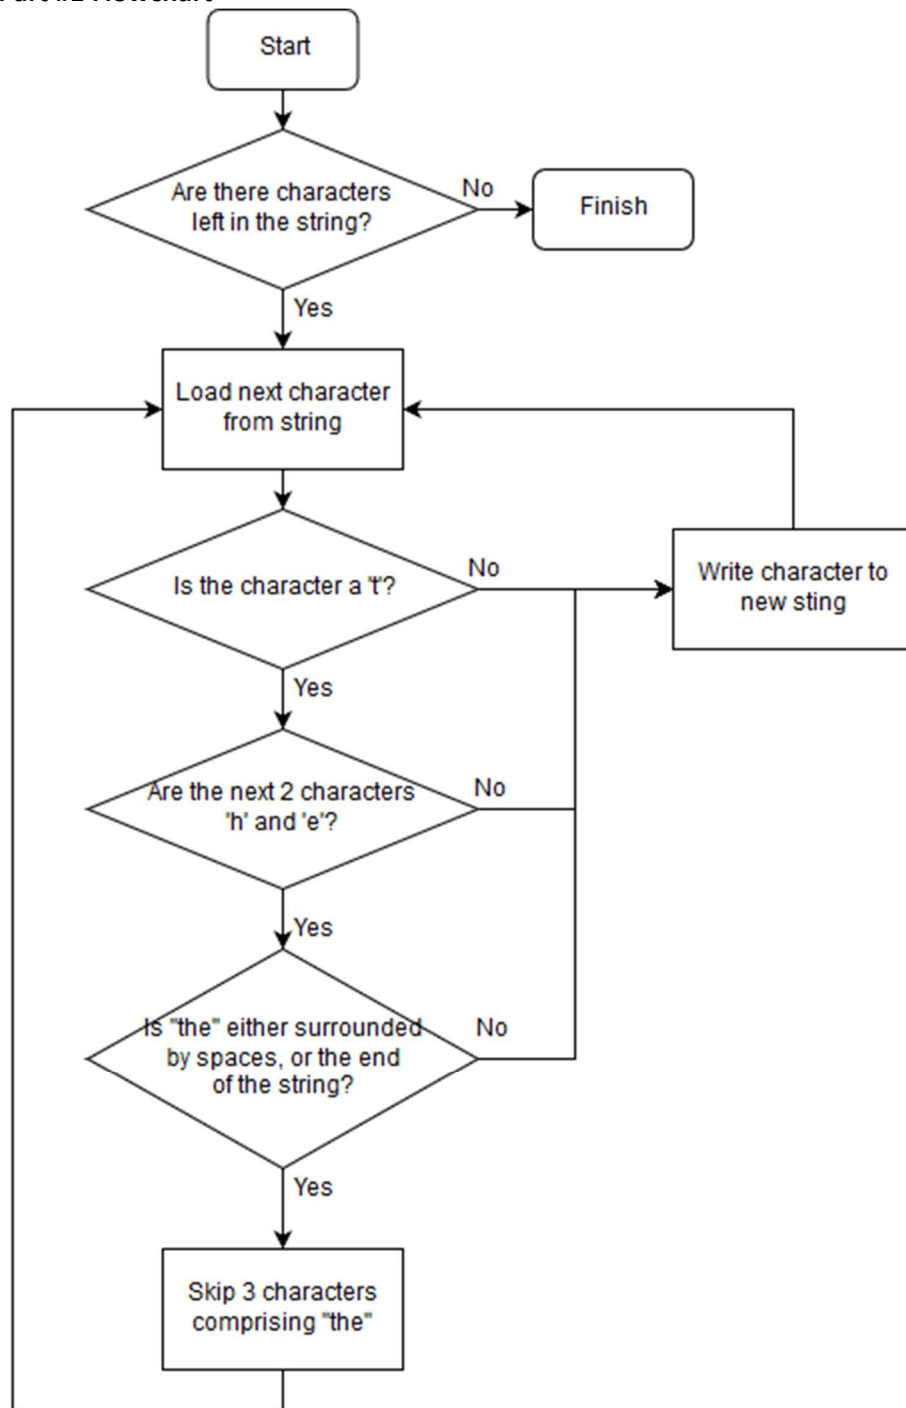 Start
Are there characters
left in the string?
No
Finish
Yes
Load next character
from string
Is the character a 't'?
No
Write character to
new sting
Yes
Are the next 2 characters
'h' and 'e'?
No
Yes
Is "the" either surrounded
by spaces, or the end
of the string?
No
Yes
Skip 3 characters
comprising "the"